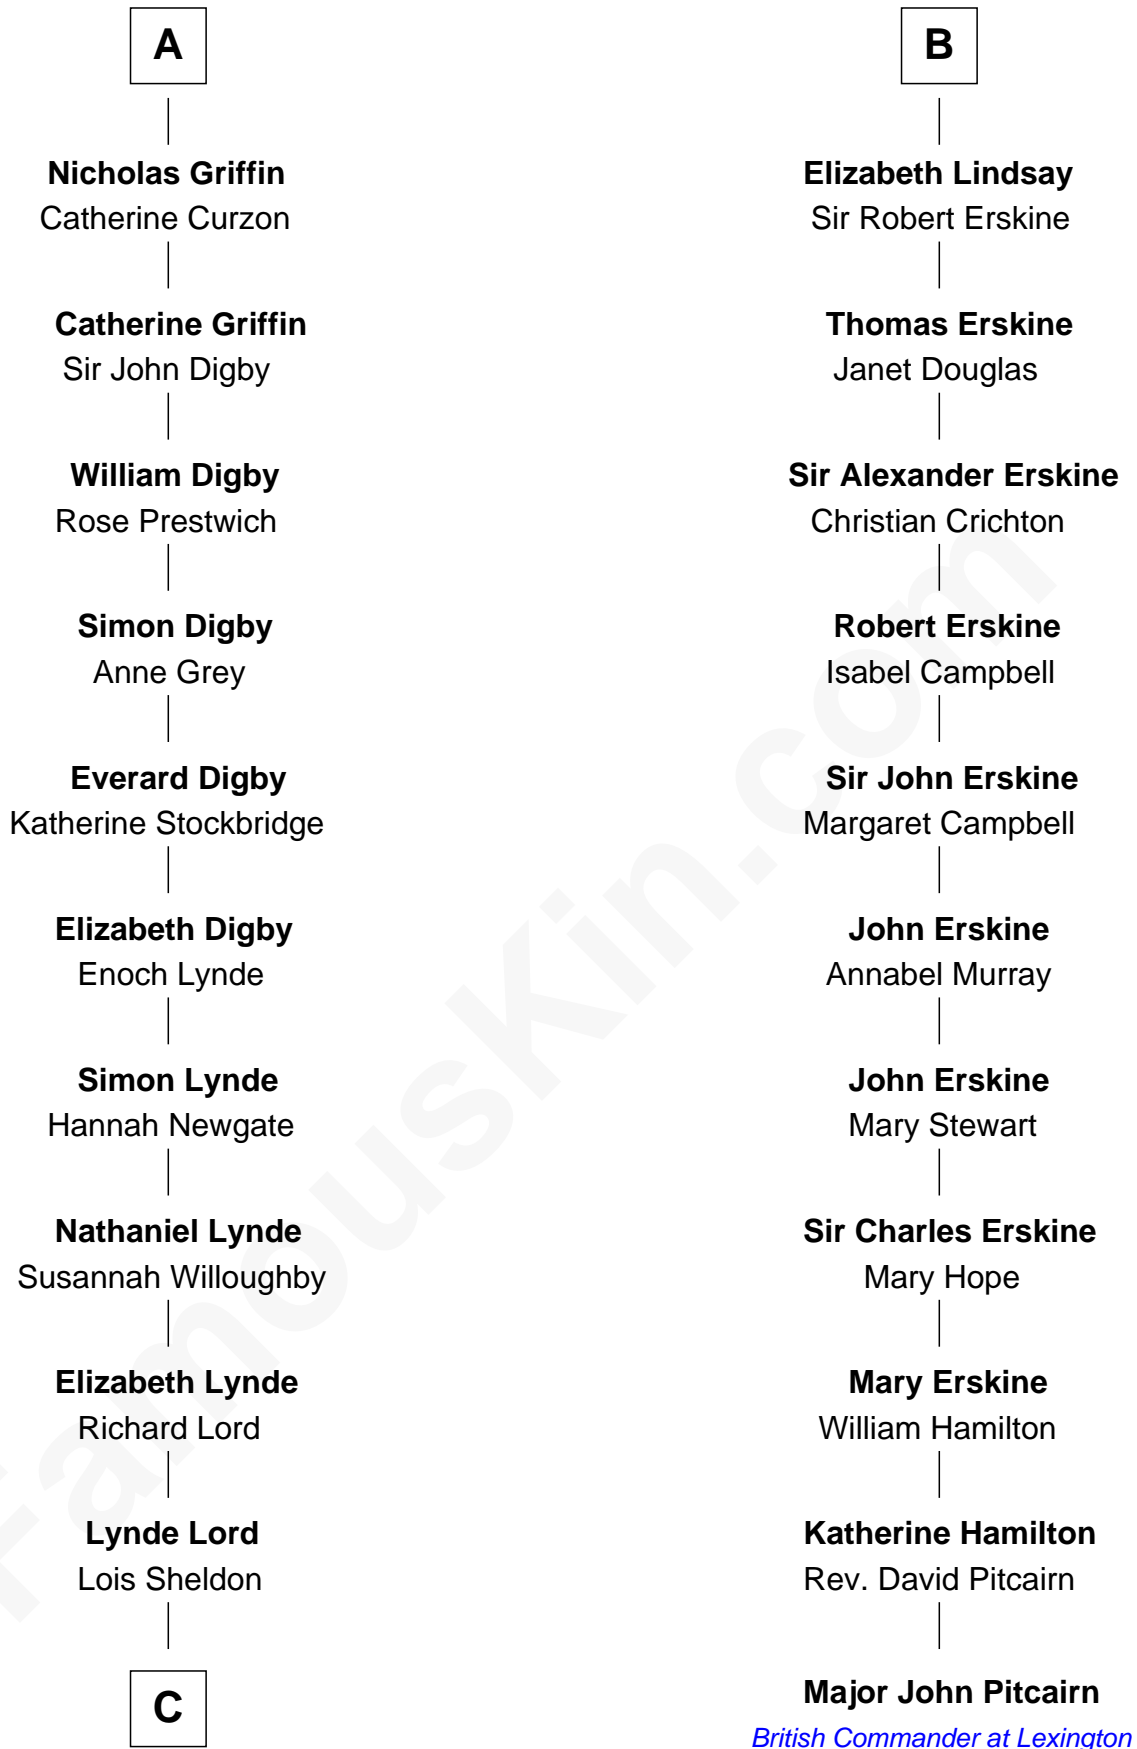 A
Nicholas Griffin
Catherine Curzon
Catherine Griffin
Sir John Digby
William Digby
Rose Prestwich
Simon Digby
Anne Grey
Everard Digby
Katherine Stockbridge
Elizabeth Digby
Enoch Lynde
Simon Lynde
Hannah Newgate
Nathaniel Lynde
Susannah Willoughby
Elizabeth Lynde
Richard Lord
Lynde Lord
Lois Sheldon
C
B
Elizabeth Lindsay
Sir Robert Erskine
Thomas Erskine
Janet Douglas
Sir Alexander Erskine
Christian Crichton
Robert Erskine
Isabel Campbell
Sir John Erskine
Margaret Campbell
John Erskine
Annabel Murray
John Erskine
Mary Stewart
Sir Charles Erskine
Mary Hope
Mary Erskine
William Hamilton
Katherine Hamilton
Rev. David Pitcairn
Major John Pitcairn
British Commander at Lexington
FamousKin.com